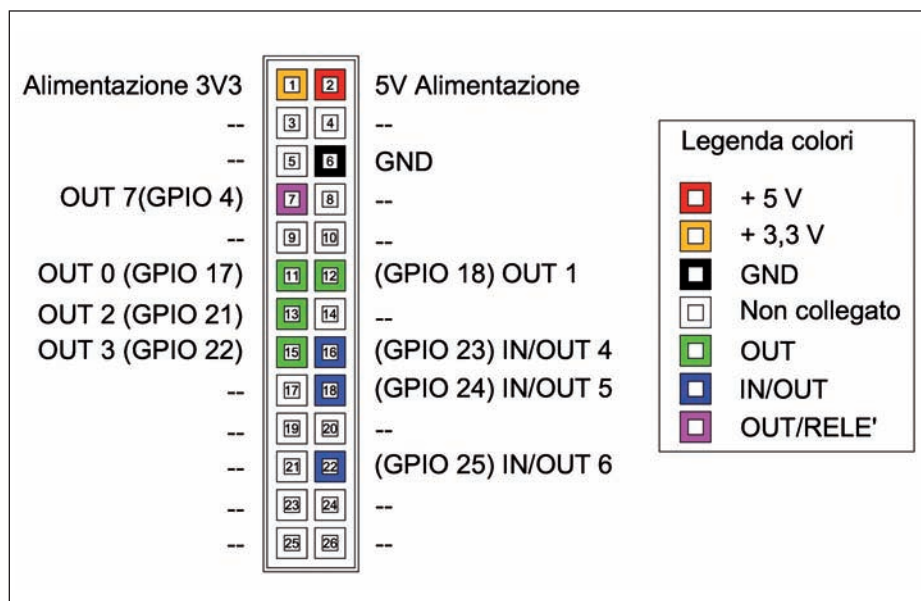 Alimentazione 3V3 1 2 5V Alimentazione
-- 3 4 --
-- 5 6 GND
OUT 7(GPIO 4) 7 8 --
-- 9 10 --
OUT 0 (GPIO 17) 11 12 (GPIO 18) OUT 1
OUT 2 (GPIO 21) 13 14 --
OUT 3 (GPIO 22) 15 16 (GPIO 23) IN/OUT 4
-- 17 18 (GPIO 24) IN/OUT 5
-- 19 20 --
-- 21 22 (GPIO 25) IN/OUT 6
-- 23 24 --
-- 25 26 --
Legenda colori
+ 5 V
+ 3,3 V
GND
Non collegato
OUT
IN/OUT
OUT/RELE'